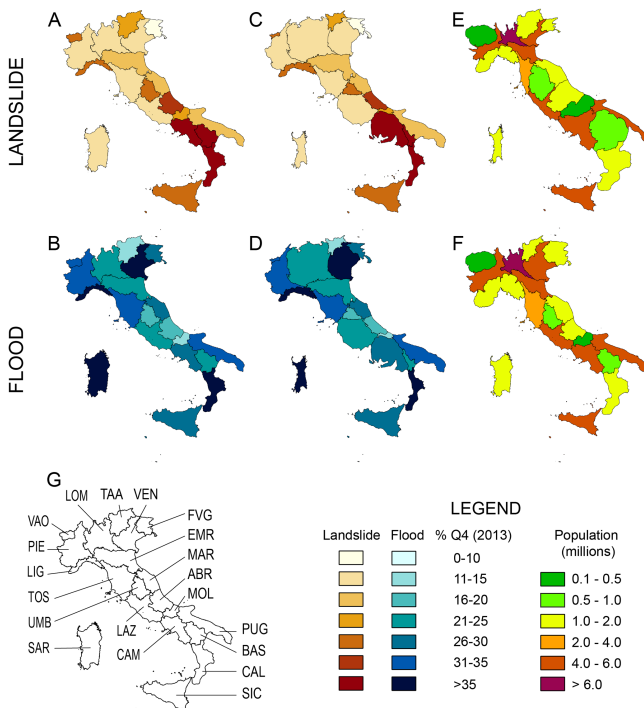 A C E
LANDSLIDE
B D F
FLOOD
G
LOM TAA VEN
VAO
FVG
PIE
EMR
LIG
MAR
TOS
ABR
UMB
MOL
LAZ
SAR
CAM
PUG
BAS
CAL
SIC
LEGEND
Landslide Flood % Q4 (2013) Population (millions)
0-10
11-15 0.1 - 0.5
16-20 0.5 - 1.0
21-25 1.0 - 2.0
26-30 2.0 - 4.0
31-35 4.0 - 6.0
>35 > 6.0